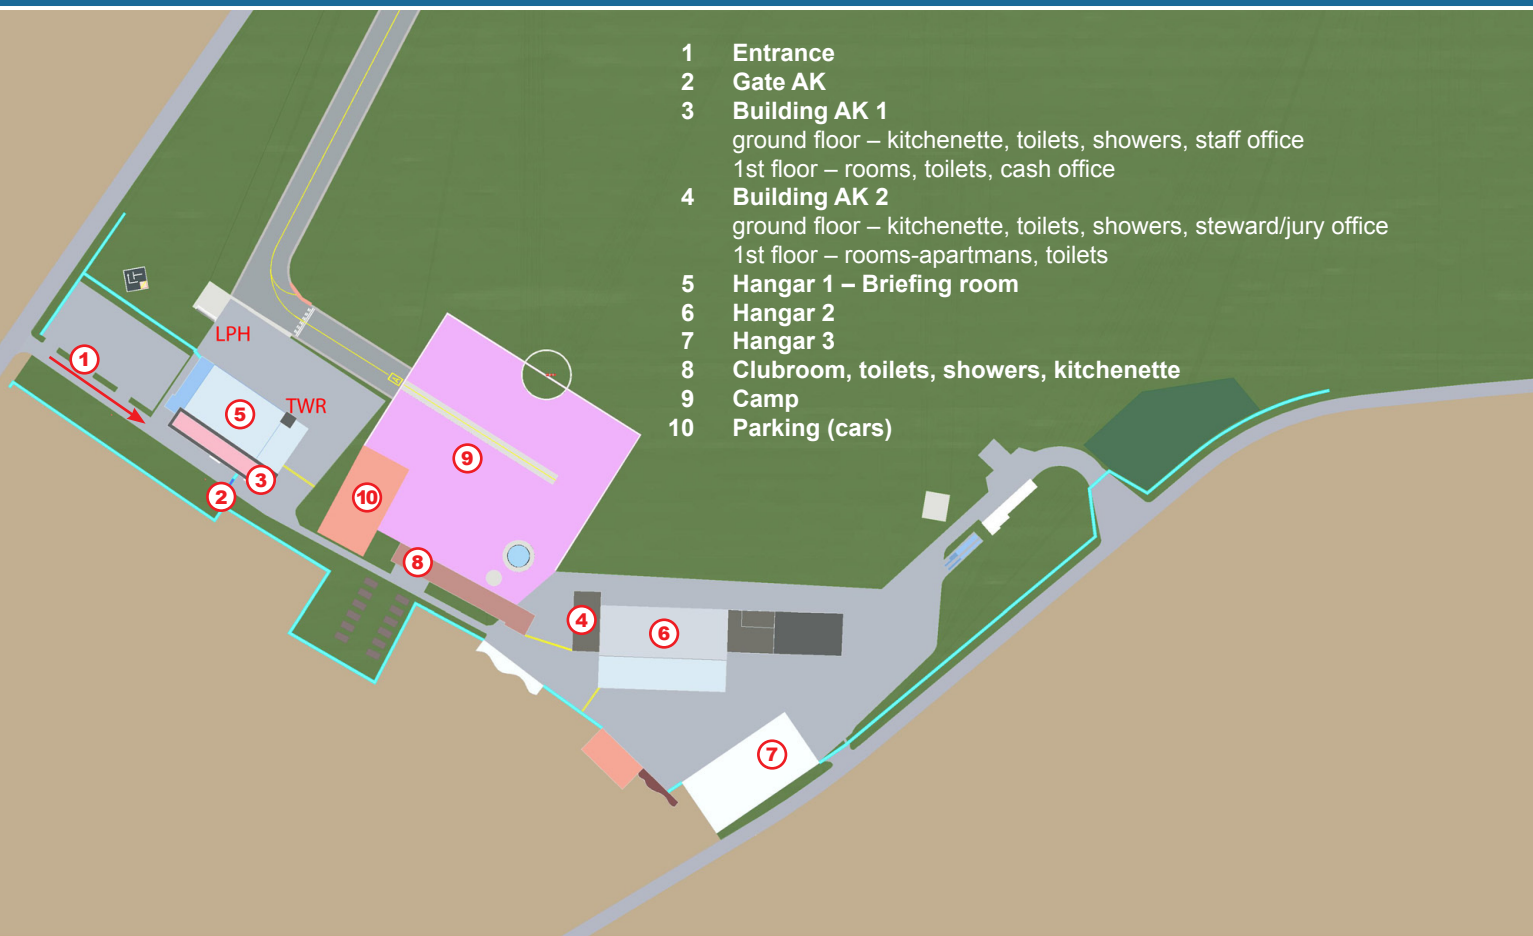 1 Entrance
2 Gate AK
3 Building AK 1
ground floor – kitchenette, toilets, showers, staff office
1st floor – rooms, toilets, cash office
4 Building AK 2
ground floor – kitchenette, toilets, showers, steward/jury office
1st floor – rooms-apartmans, toilets
5 Hangar 1 – Briefing room
6 Hangar 2
7 Hangar 3
8 Clubroom, toilets, showers, kitchenette
9 Camp
10 Parking (cars)
LPH
1
TWR
5
9
3
2
10
8
4
6
7